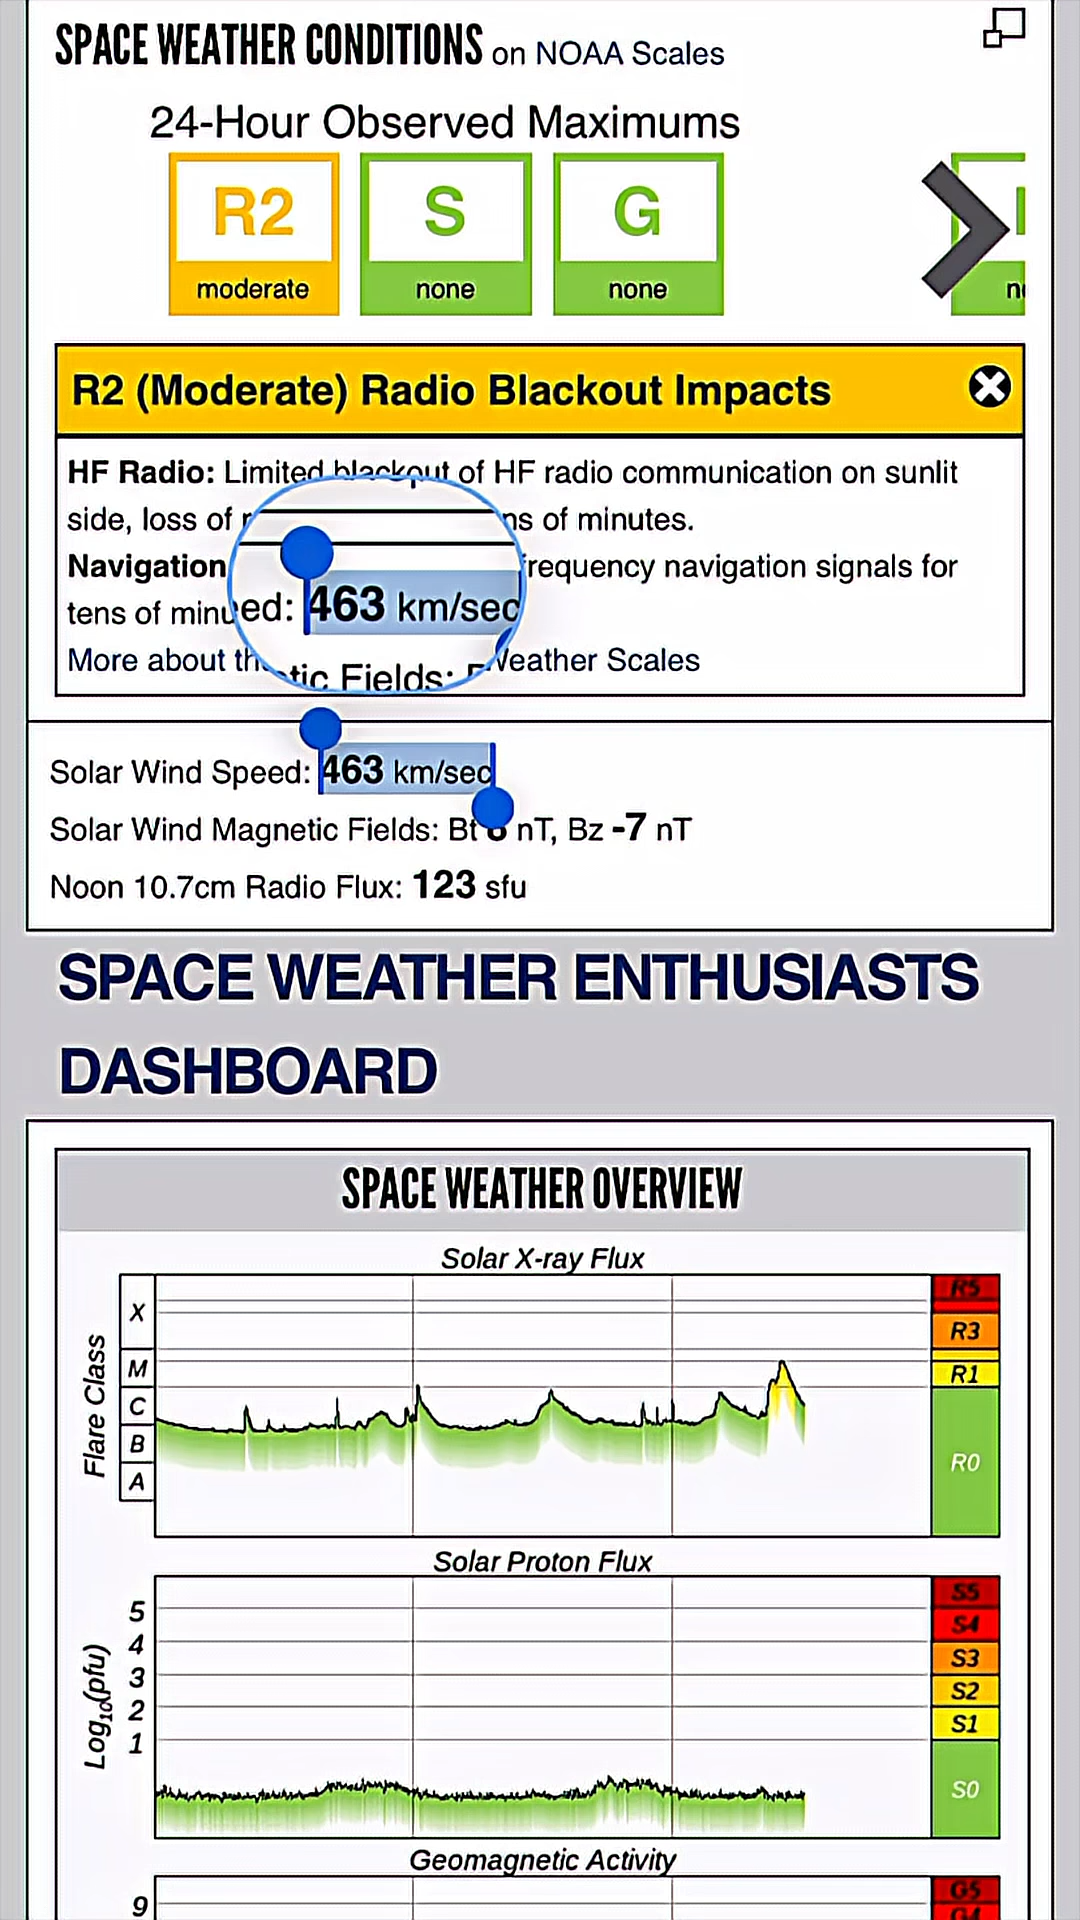 SPACE WEATHER CONDITIONS on NOAA Scales
24-Hour Observed Maximums
R2 S G
moderate none none
R2 (Moderate) Radio Blackout Impacts
HF Radio: Limited blackout of HF radio communication on sunlit
side, loss of ns of minutes.
Navigation frequency navigation signals for
tens of minu
ed: 463 km/sec
More about th Weather Scales
tic Fields:
Solar Wind Speed: 463 km/sec
Solar Wind Magnetic Fields: Bt nT, Bz -7 nT
Noon 10.7cm Radio Flux: 123 sfu
SPACE WEATHER ENTHUSIASTS
DASHBOARD
SPACE WEATHER OVERVIEW
Solar X-ray Flux
Flare Class
X
M
C
B
A
R5
R3
R1
R0
Solar Proton Flux
Log10(pfu)
5
4
3
2
1
S5
S4
S3
S2
S1
S0
Geomagnetic Activity
9
G5
G4